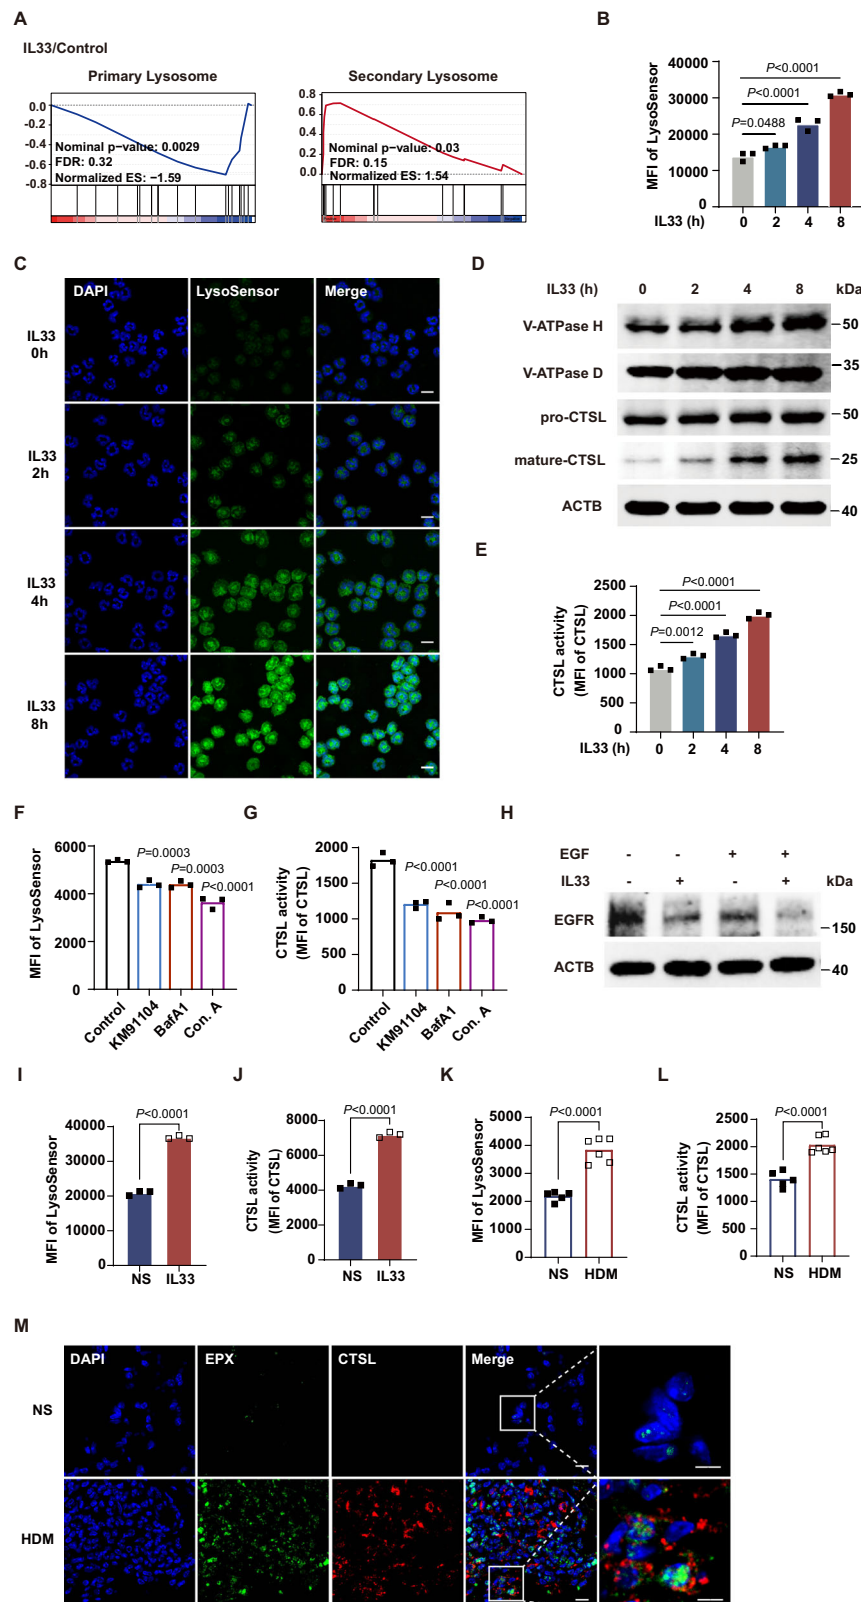 A
IL33/Control
Primary Lysosome
0.0
-0.2
-0.4
-0.6
-0.8
Nominal p−value: 0.0029
FDR: 0.32
Normalized ES: −1.59
Secondary Lysosome
0.8
0.6
0.4
0.2
0.0
Nominal p−value: 0.03
FDR: 0.15
Normalized ES: 1.54
B
MFI of LysoSensor
40000
30000
20000
10000
0
P<0.0001
P<0.0001
P=0.0488
IL33 (h) 0 2 4 8
C
DAPI LysoSensor Merge
IL33
0h
IL33
2h
IL33
4h
IL33
8h
D
IL33 (h) 0 2 4 8 kDa
V-ATPase H 50
V-ATPase D 35
pro-CTSL 50
mature-CTSL 25
ACTB 40
E
CTSL activity
(MFI of CTSL)
2500
2000
1500
1000
500
0
P<0.0001
P<0.0001
P=0.0012
IL33 (h) 0 2 4 8
F
MFI of LysoSensor
6000
4000
2000
0
P=0.0003
P=0.0003
P<0.0001
Control KM91104 BafA1 Con. A
G
CTSL activity
(MFI of CTSL)
2000
1500
1000
500
0
P<0.0001
P<0.0001
P<0.0001
Control KM91104 BafA1 Con. A
H
EGF - - + +
IL33 - + - + kDa
EGFR 150
ACTB 40
I
MFI of LysoSensor
40000
30000
20000
10000
0
P<0.0001
NS IL33
J
CTSL activity
(MFI of CTSL)
8000
6000
4000
2000
0
P<0.0001
NS IL33
K
MFI of LysoSensor
5000
4000
3000
2000
1000
0
P<0.0001
NS HDM
L
CTSL activity
(MFI of CTSL)
2500
2000
1500
1000
500
0
P<0.0001
NS HDM
M
DAPI EPX CTSL Merge
NS
HDM